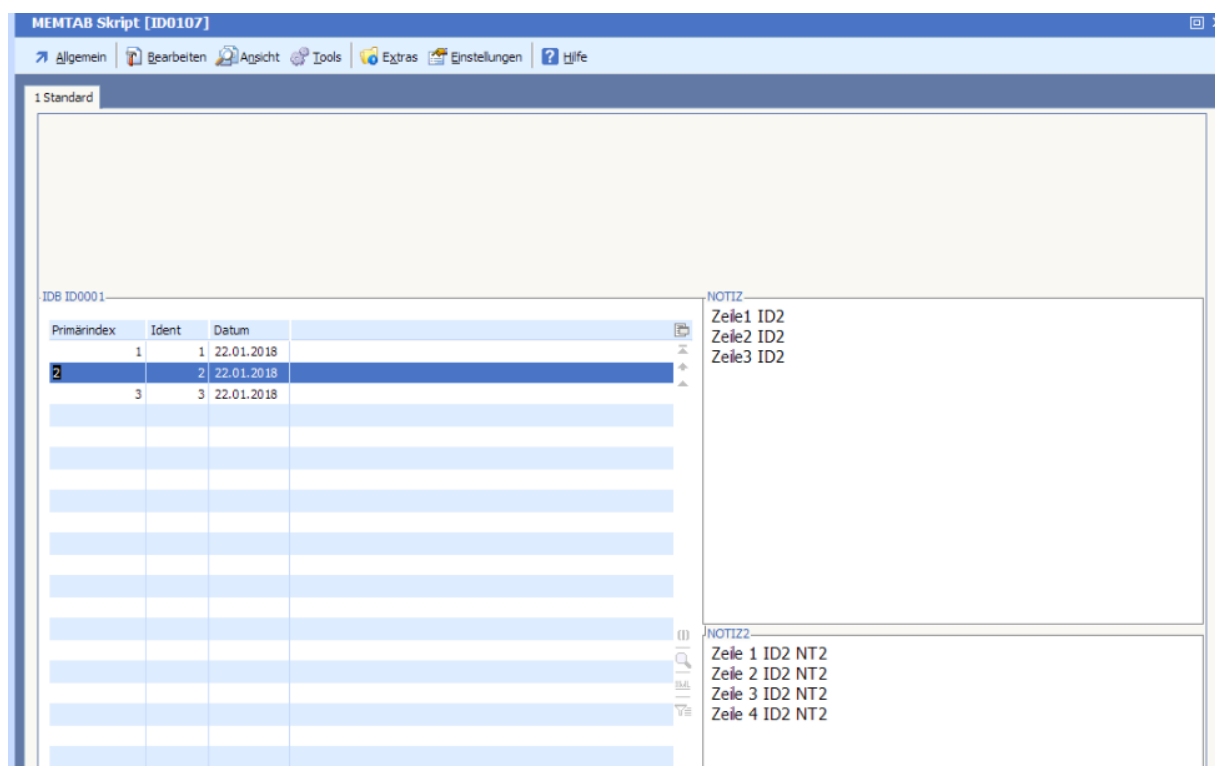 MEMTAB Skript [ID0107]
Allgemein Bearbeiten Ansicht Tools Extras Einstellungen Hilfe
1 Standard
IDB ID0001
Primärindex Ident Datum
1 1 22.01.2018
2 2 22.01.2018
3 3 22.01.2018
NOTIZ
Zeile1 ID2
Zeile2 ID2
Zeile3 ID2
NOTIZ2
Zeile 1 ID2 NT2
Zeile 2 ID2 NT2
Zeile 3 ID2 NT2
Zeile 4 ID2 NT2